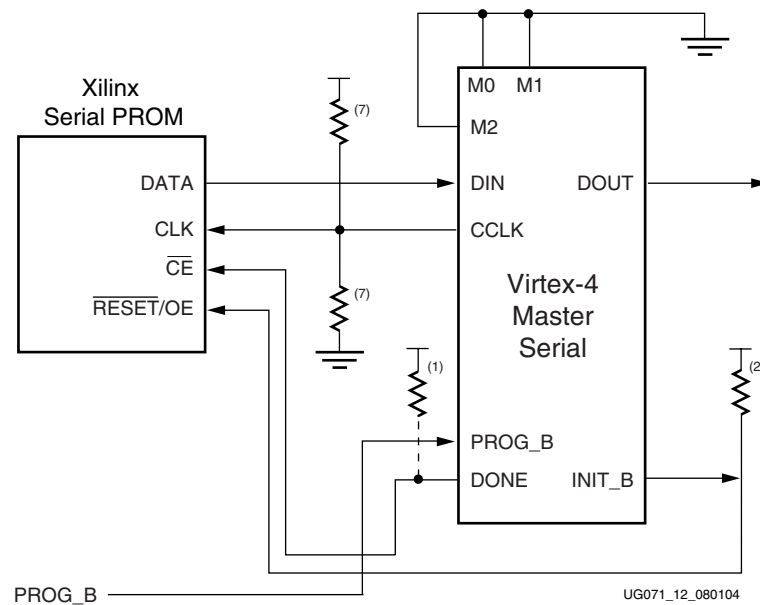 Xilinx
Serial PROM
DATA
CLK
CE
RESET/OE
(7)
(7)
(1)
(2
M0 M1
M2
DIN DOUT
CCLK
Virtex-4
Master
Serial
PROG_B
DONE INIT_B
PROG_B
UG071_12_080104